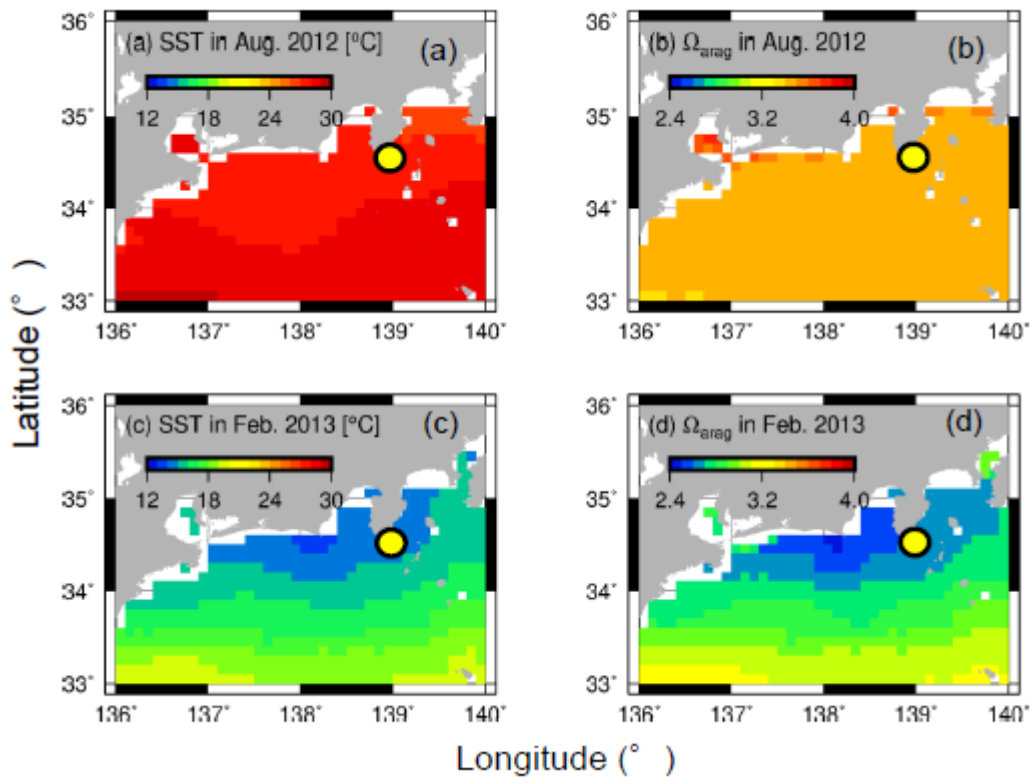 (a) SST in Aug. 2012 [°C] (a)
12 18 24 30
36° 35° 34° 33°
136° 137° 138° 139° 140°
(b) Ωarag in Aug. 2012 (b)
2.4 3.2 4.0
36° 35° 34° 33°
136° 137° 138° 139° 140°
(c) SST in Feb. 2013 [°C] (c)
12 18 24 30
36° 35° 34° 33°
136° 137° 138° 139° 140°
(d) Ωarag in Feb. 2013 (d)
2.4 3.2 4.0
36° 35° 34° 33°
136° 137° 138° 139° 140°
Latitude (°)
Longitude (°)